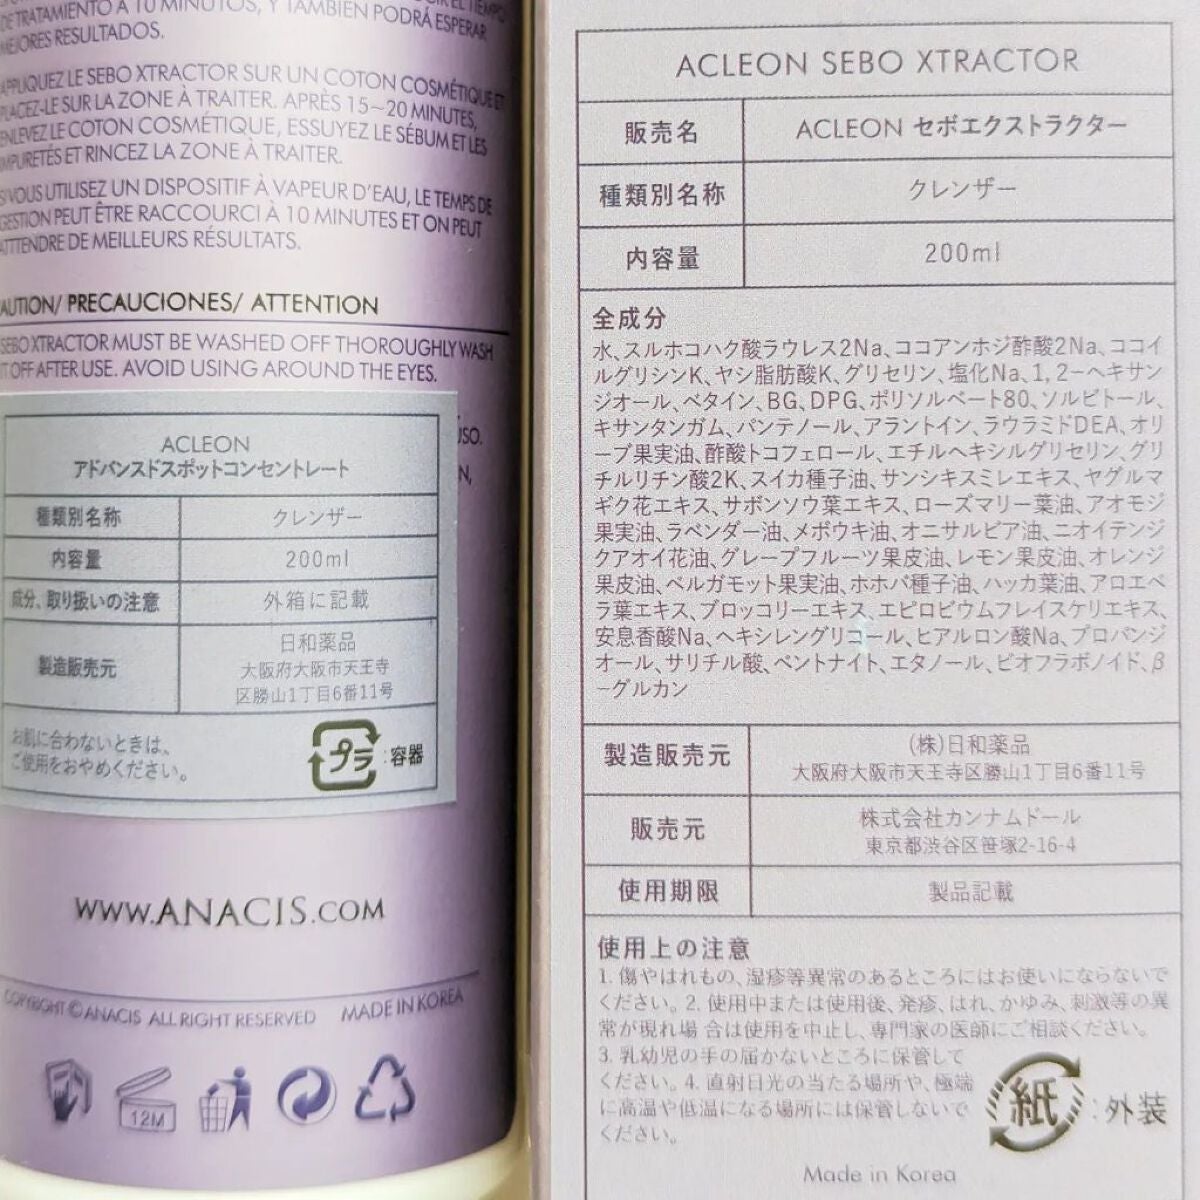 DE TRATAMIENTO A 10 MINUTOS, Y TAMBIÉN PODRÁ ESPERAR
MEJORES RESULTADOS.
APPLIQUEZ LE SEBO XTRACTOR SUR UN COTON COSMÉTIQUE ET
PLACEZ-LE SUR LA ZONE À TRAITER. APRÈS 15~20 MINUTES,
ENLEVEZ LE COTON COSMÉTIQUE, ESSUYEZ LE SÉBUM ET LES
IMPURETÉS ET RINCEZ LA ZONE À TRAITER.
SI VOUS UTILISEZ UN DISPOSITIF À VAPEUR D'EAU, LE TEMPS DE
GESTION PEUT ÊTRE RACCOURCI À 10 MINUTES ET ON PEUT
ATTENDRE DE MEILLEURS RÉSULTATS.
CAUTION/ PRECAUCIONES/ ATTENTION
SEBO XTRACTOR MUST BE WASHED OFF THOROUGHLY WASH
IT OFF AFTER USE. AVOID USING AROUND THE EYES.
ACLEON
アドバンスドスポットコンセントレート
種類別名称 クレンザー
内容量 200ml
成分、取り扱いの注意 外箱に記載
製造販売元 日和薬品
大阪府大阪市天王寺
区勝山1丁目6番11号
お肌に合わないときは、
ご使用をおやめください。
プラ :容器
WWW.ANACIS.COM
COPYRIGHT © ANACIS ALL RIGHT RESERVED MADE IN KOREA
12M
ACLEON SEBO XTRACTOR
販売名 ACLEON セボエクストラクター
種類別名称 クレンザー
内容量 200ml
全成分
水、スルホコハク酸ラウレス2Na、ココアンホジ酢酸2Na、ココイ
ルグリシンK、ヤシ脂肪酸K、グリセリン、塩化Na、1, 2-ヘキサン
ジオール、ベタイン、BG、DPG、ポリソルベート80、ソルビトール、
キサンタンガム、パンテノール、アラントイン、ラウラミドDEA、オリ
ーブ果実油、酢酸トコフェロール、エチルヘキシルグリセリン、グリ
チルリチン酸2K、スイカ種子油、サンシキスミレエキス、ヤグルマ
ギク花エキス、サボンソウ葉エキス、ローズマリー葉油、アオモジ
果実油、ラベンダー油、メボウキ油、オニサルビア油、ニオイテンジ
クアオイ花油、グレープフルーツ果皮油、レモン果皮油、オレンジ
果皮油、ベルガモット果実油、ホホバ種子油、ハッカ葉油、アロエベ
ラ葉エキス、ブロッコリーエキス、エピロビウムフレイスケリエキス、
安息香酸Na、ヘキシレングリコール、ヒアルロン酸Na、プロパンジ
オール、サリチル酸、ベントナイト、エタノール、ビオフラボノイド、β
-グルカン
製造販売元 (株)日和薬品
大阪府大阪市天王寺区勝山1丁目6番11号
販売元 株式会社カンナムドール
東京都渋谷区笹塚2-16-4
使用期限 製品記載
使用上の注意
1. 傷やはれもの、湿疹等異常のあるところにはお使いにならないで
ください。2. 使用中または使用後、発疹、はれ、かゆみ、刺激等の異
常が現れ場 合は使用を中止し、専門家の医師にご相談ください。
3. 乳幼児の手の届かないところに保管して
ください。4. 直射日光の当たる場所や、極端
に高温や低温になる場所には保管しないで
ください。
紙 :外装
Made in Korea